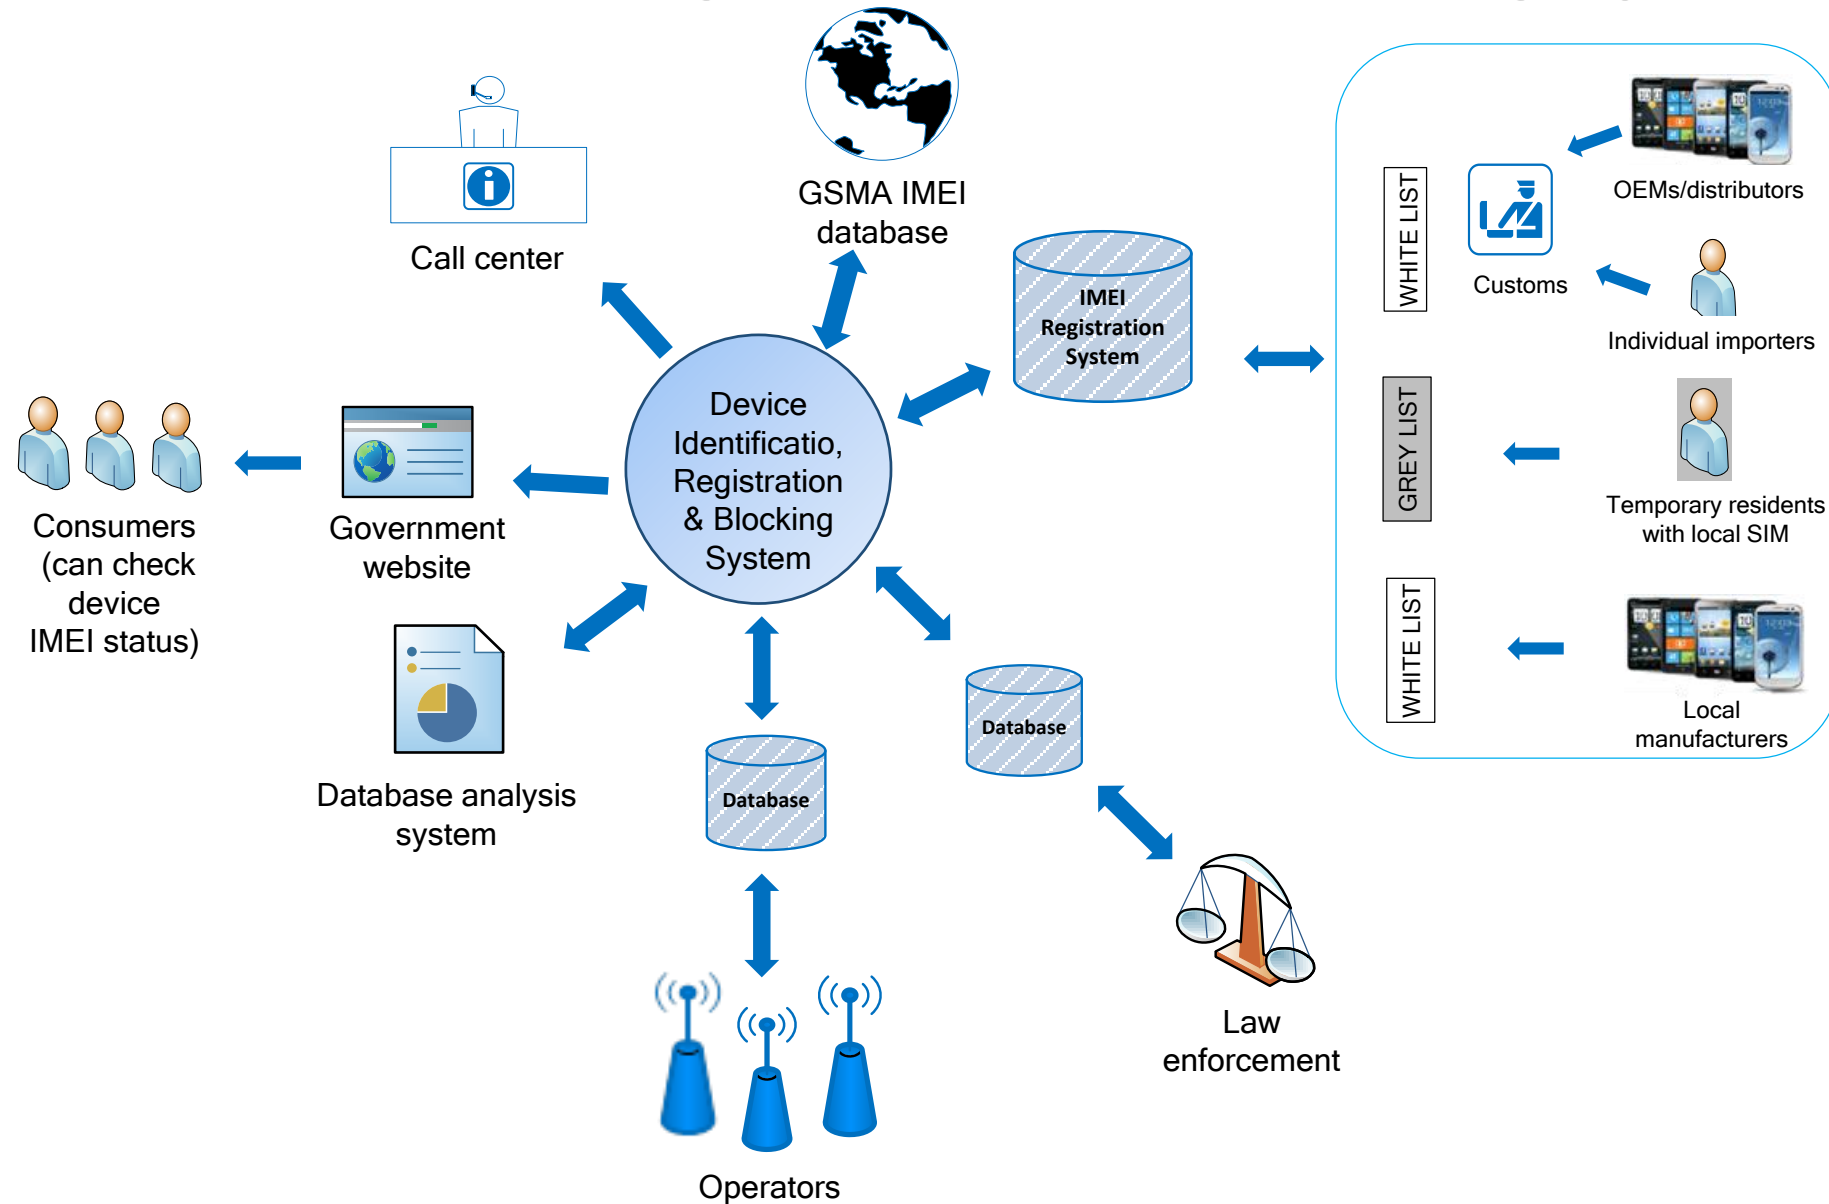 Call center
GSMA IMEI
database
IMEI
Registration
System
WHITE LIST
Customs
OEMs/distributors
Individual importers
GREY LIST
Temporary residents
with local SIM
WHITE LIST
Local
manufacturers
Device
Identificatio,
Registration
& Blocking
System
Consumers
(can check
device
IMEI status)
Government
website
Database analysis
system
Database
Database
Law
enforcement
Operators